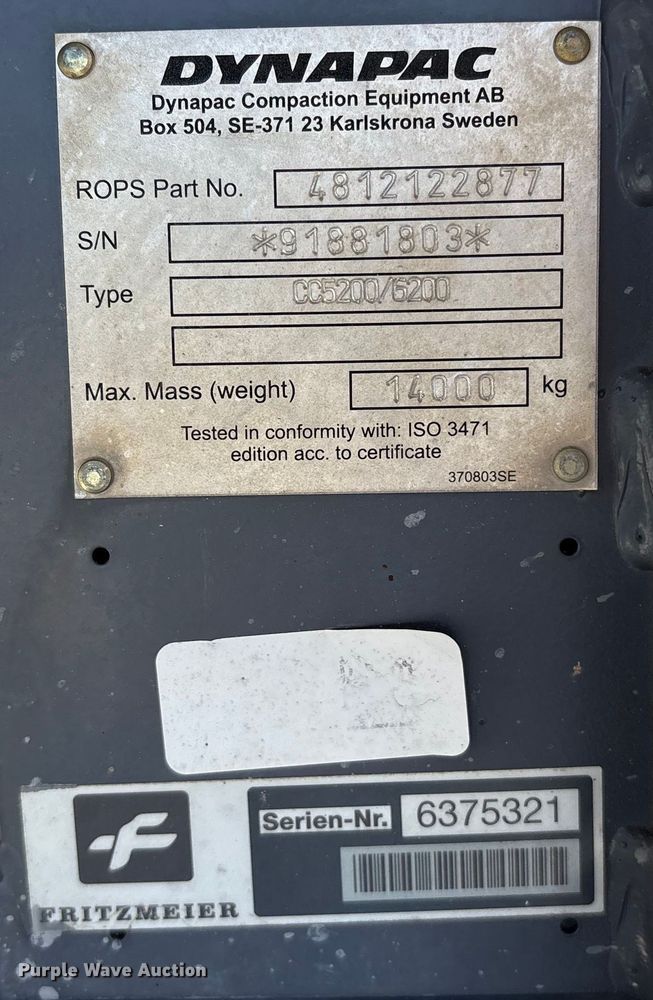 DYNAPAC
Dynapac Compaction Equipment AB
Box 504, SE-371 23 Karlskrona Sweden
ROPS Part No. 4812122877
S/N *91881803*
Type CC5200/6200
Max. Mass (weight) 14000 kg
Tested in conformity with: ISO 3471
edition acc. to certificate
370803SE
Serien-Nr. 6375321
FRITZMEIER
Purple Wave Auction